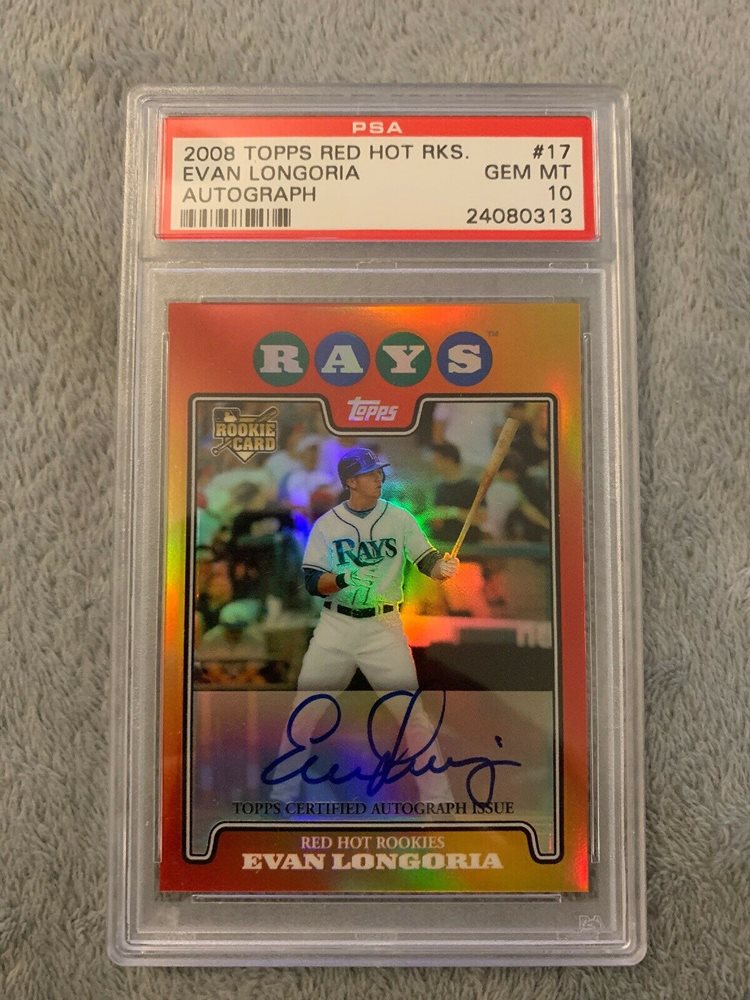 PSA
2008 TOPPS RED HOT RKS. #17
EVAN LONGORIA GEM MT
AUTOGRAPH 10
24080313
RAYS™
topps
ROOKIE
CARD
RAYS
TOPPS CERTIFIED AUTOGRAPH ISSUE
RED HOT ROOKIES
EVAN LONGORIA